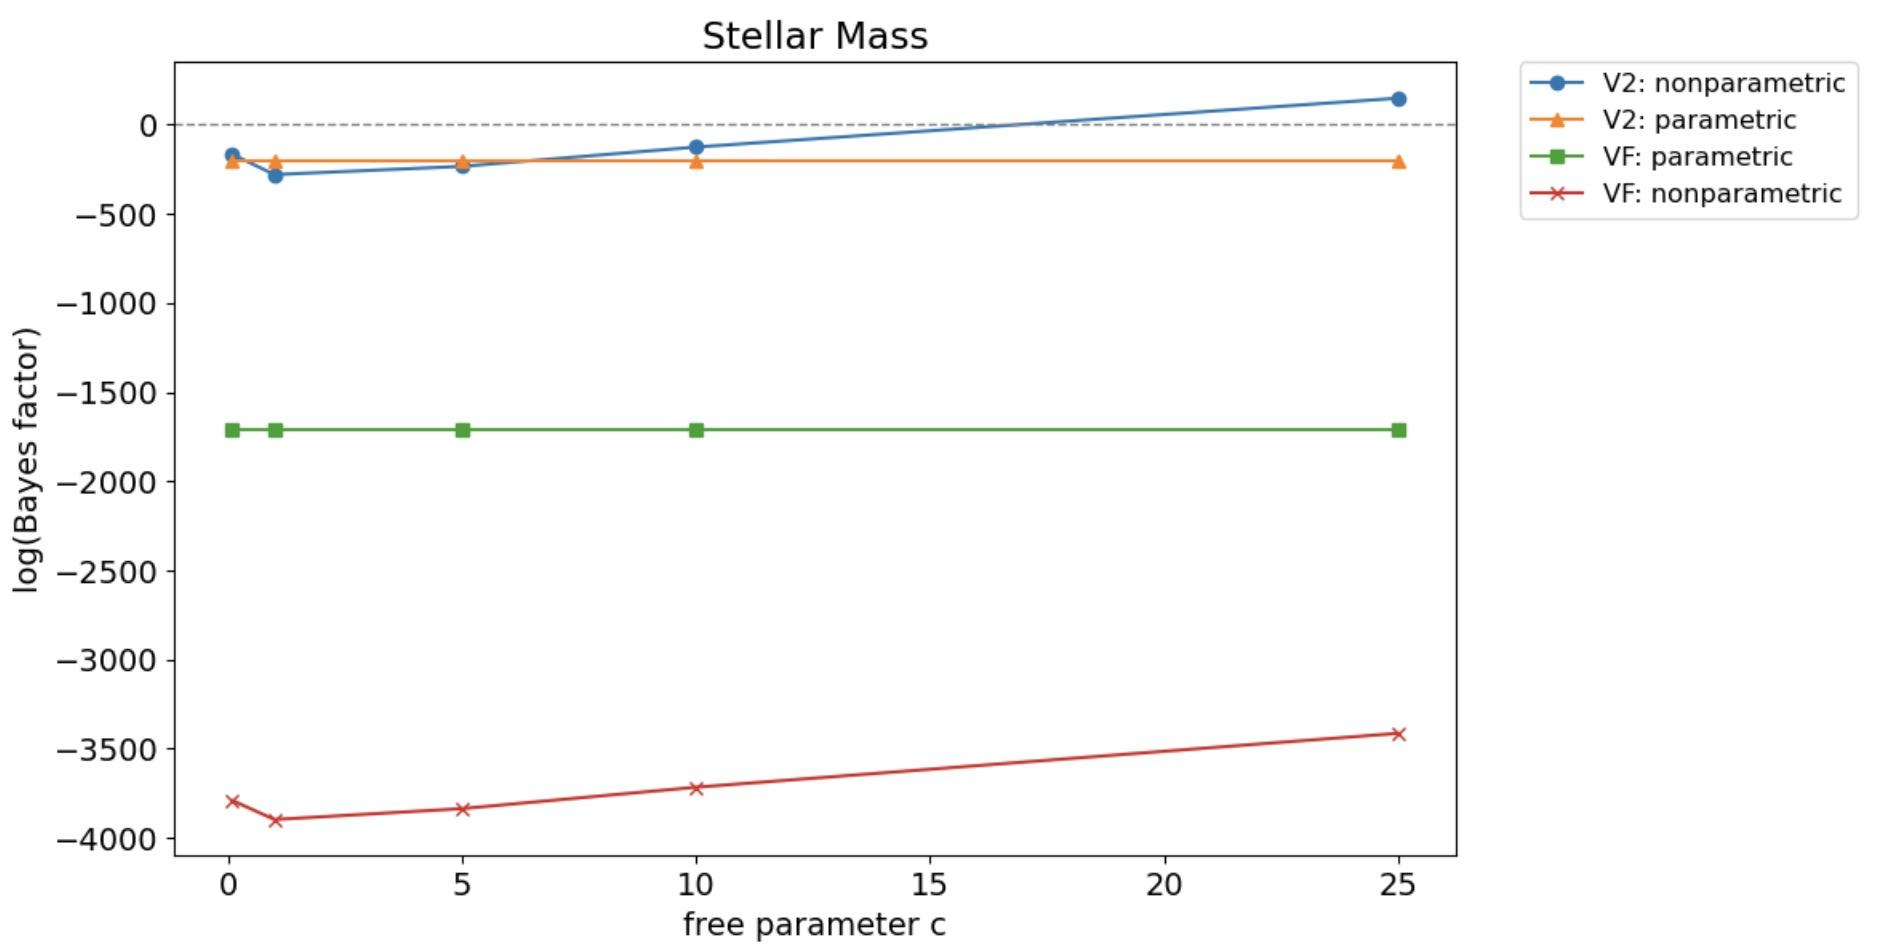 Stellar Mass
0
−500
−1000
−1500
−2000
−2500
−3000
−3500
−4000
log(Bayes factor)
0 5 10 15 20 25
free parameter c
V2: nonparametric
V2: parametric
VF: parametric
VF: nonparametric